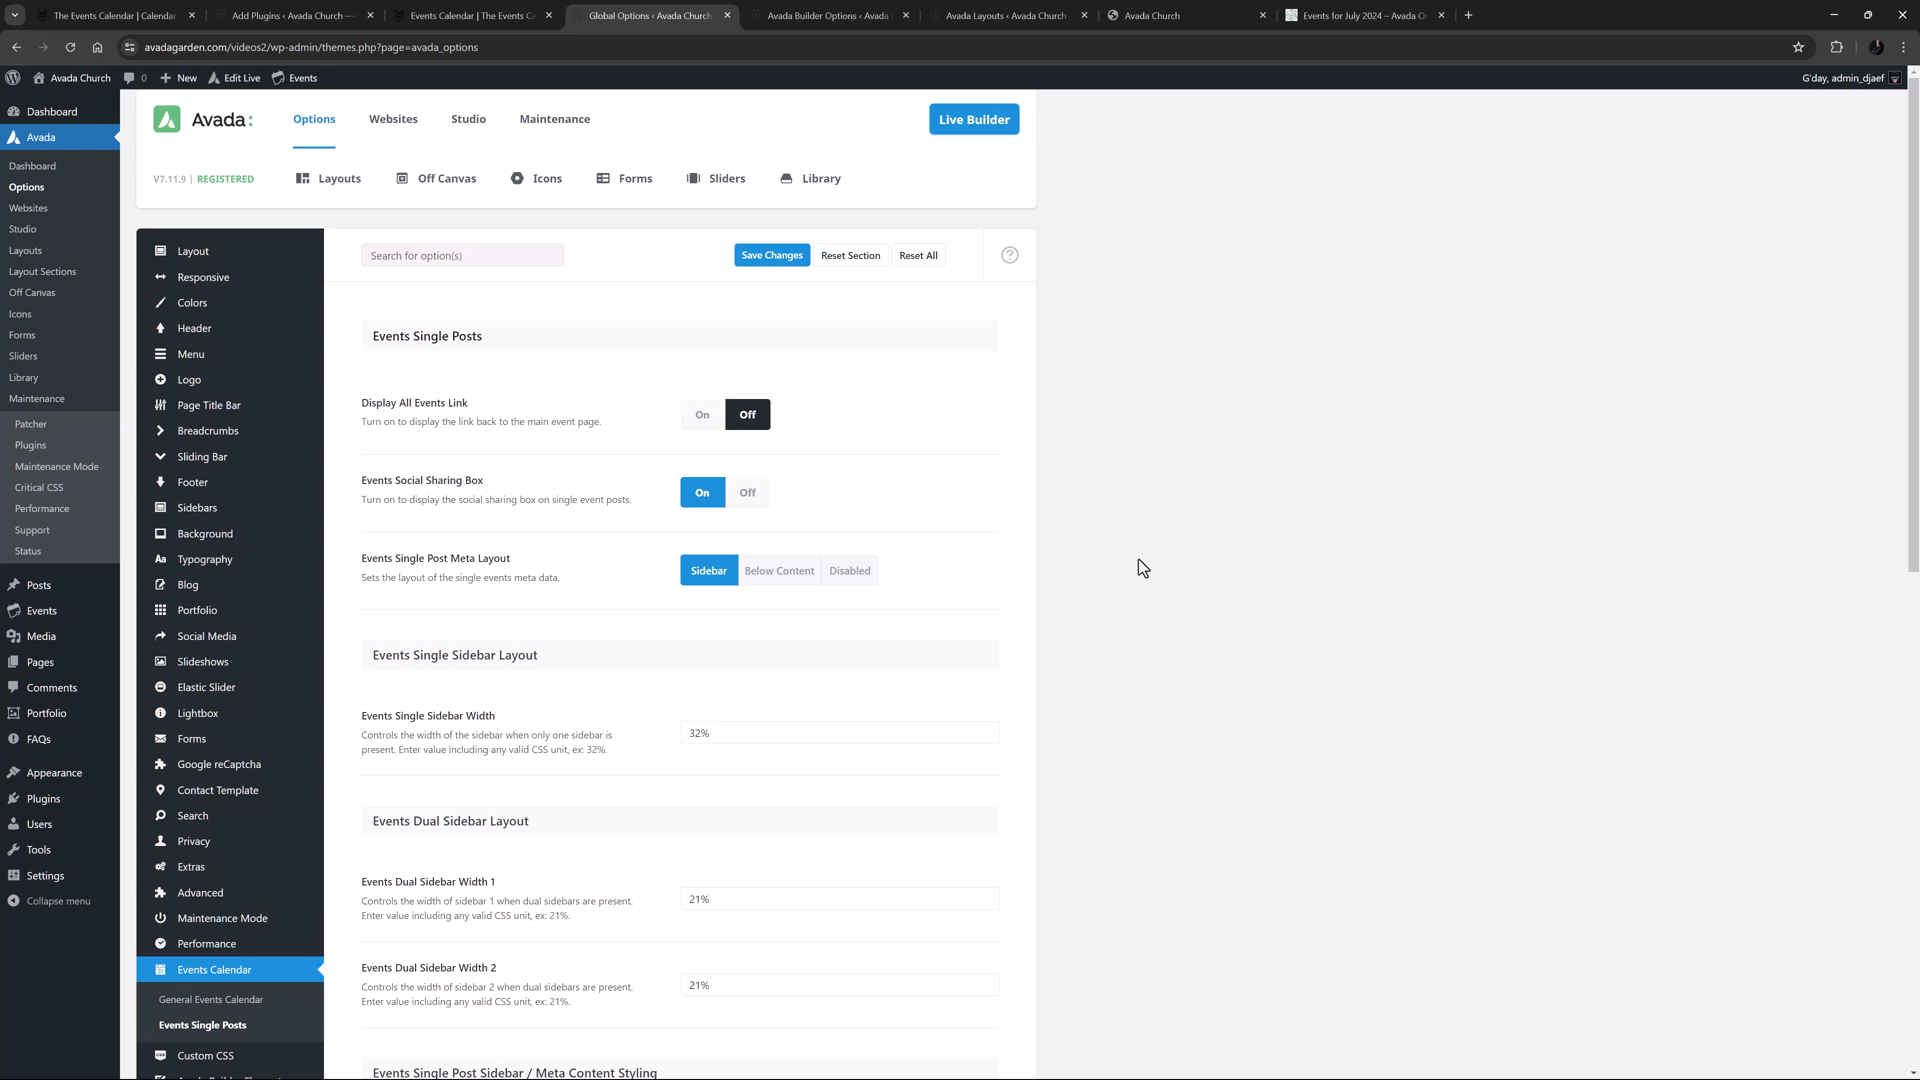 The Events Calendar | Calendar
Add Plugins ‹ Avada Church —
Events Calendar | The Events Ca
Global Options ‹ Avada Church
Avada Builder Options ‹ Avada
Avada Layouts ‹ Avada Church
Avada Church
Events for July 2024 – Avada O
avadagarden.com/videos2/wp-admin/themes.php?page=avada_options
Avada Church
0
New
Edit Live
Events
G'day, admin_djaef
Dashboard
Avada
Dashboard
Options
Websites
Studio
Layouts
Layout Sections
Off Canvas
Icons
Forms
Sliders
Library
Maintenance
Patcher
Plugins
Maintenance Mode
Critical CSS
Performance
Support
Status
Posts
Events
Media
Pages
Comments
Portfolio
FAQs
Appearance
Plugins
Users
Tools
Settings
Collapse menu
Avada:
Options
Websites
Studio
Maintenance
Live Builder
V7.11.9 | REGISTERED
Layouts
Off Canvas
Icons
Forms
Sliders
Library
Layout
Responsive
Colors
Header
Menu
Logo
Page Title Bar
Breadcrumbs
Sliding Bar
Footer
Sidebars
Background
Aa Typography
Blog
Portfolio
Social Media
Slideshows
Elastic Slider
Lightbox
Forms
Google reCaptcha
Contact Template
Search
Privacy
Extras
Advanced
Maintenance Mode
Performance
Events Calendar
General Events Calendar
Events Single Posts
Custom CSS
Search for option(s)
Save Changes
Reset Section
Reset All
Events Single Posts
Display All Events Link
Turn on to display the link back to the main event page.
On Off
Events Social Sharing Box
Turn on to display the social sharing box on single event posts.
On Off
Events Single Post Meta Layout
Sets the layout of the single events meta data.
Sidebar Below Content Disabled
Events Single Sidebar Layout
Events Single Sidebar Width
Controls the width of the sidebar when only one sidebar is
present. Enter value including any valid CSS unit, ex: 32%.
32%
Events Dual Sidebar Layout
Events Dual Sidebar Width 1
Controls the width of sidebar 1 when dual sidebars are present.
Enter value including any valid CSS unit, ex: 21%.
21%
Events Dual Sidebar Width 2
Controls the width of sidebar 2 when dual sidebars are present.
Enter value including any valid CSS unit, ex: 21%.
21%
Events Single Post Sidebar / Meta Content Styling